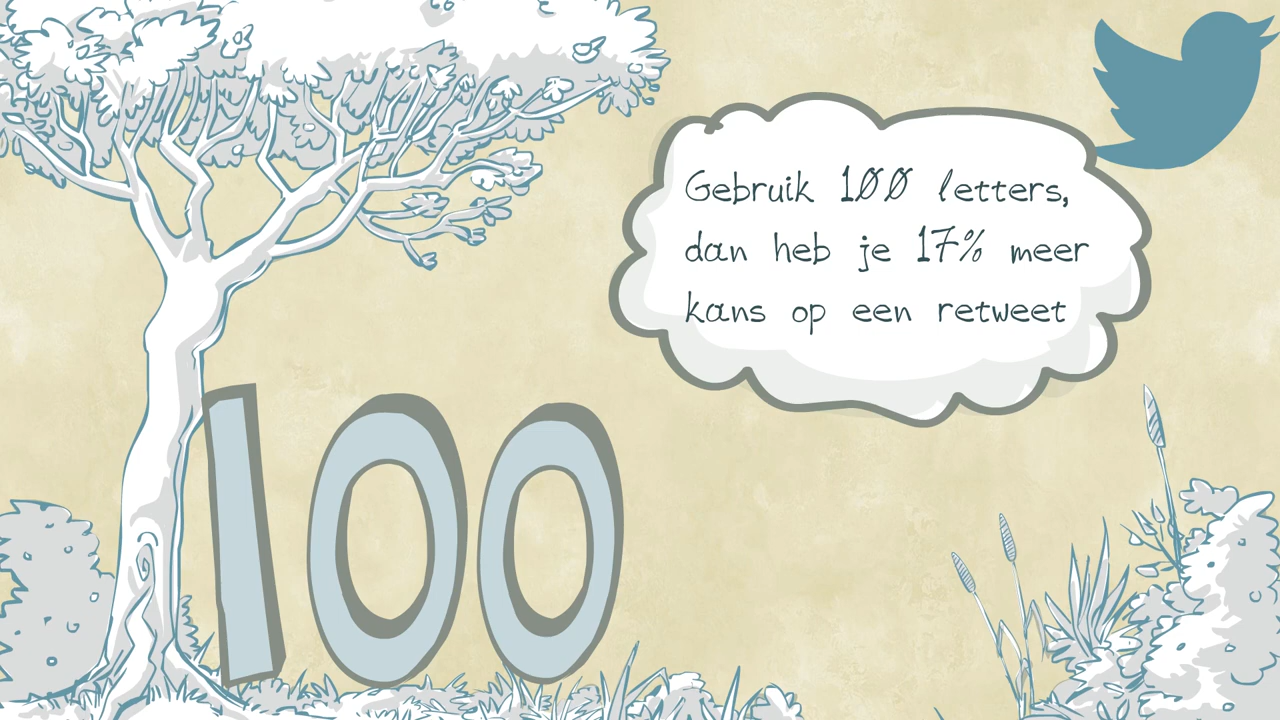 Gebruik 100 letters,
dan heb je 17% meer
kans op een retweet
100